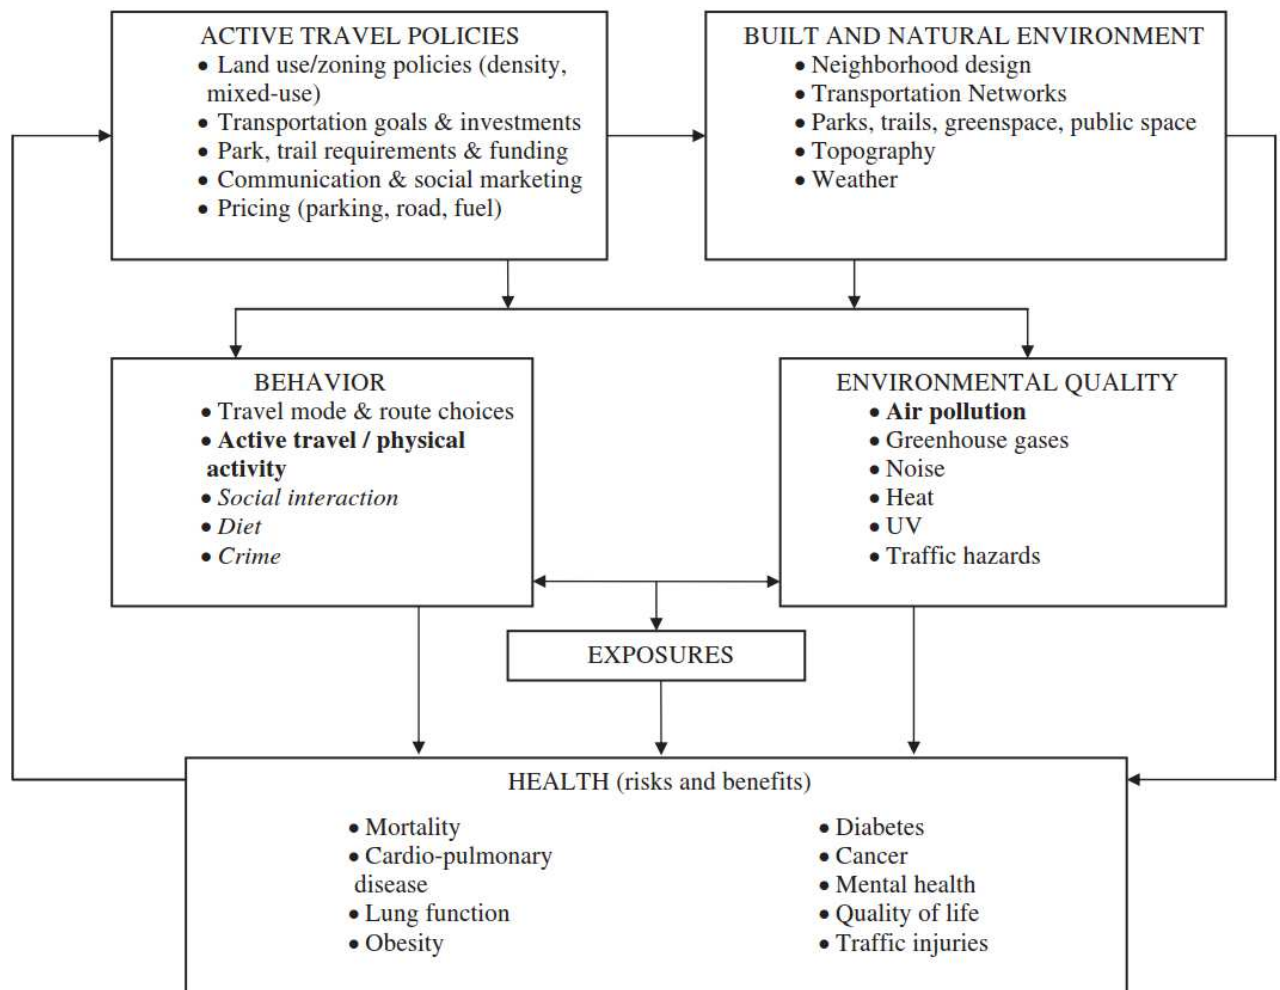 ACTIVE TRAVEL POLICIES
• Land use/zoning policies (density,
mixed-use)
• Transportation goals & investments
• Park, trail requirements & funding
• Communication & social marketing
• Pricing (parking, road, fuel)
BUILT AND NATURAL ENVIRONMENT
• Neighborhood design
• Transportation Networks
• Parks, trails, greenspace, public space
• Topography
• Weather
BEHAVIOR
• Travel mode & route choices
• Active travel / physical
activity
• Social interaction
• Diet
• Crime
ENVIRONMENTAL QUALITY
• Air pollution
• Greenhouse gases
• Noise
• Heat
• UV
• Traffic hazards
EXPOSURES
HEALTH (risks and benefits)
• Mortality
• Cardio-pulmonary
disease
• Lung function
• Obesity
• Diabetes
• Cancer
• Mental health
• Quality of life
• Traffic injuries